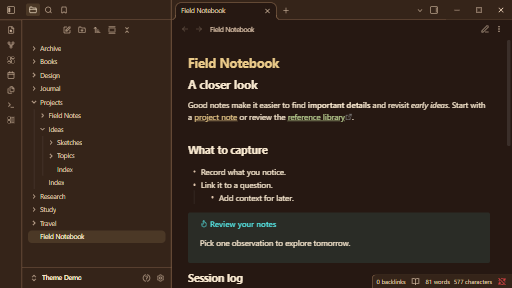 Field Notebook
Field Notebook
Archive
Books
Design
Journal
Projects
Field Notes
Ideas
Sketches
Topics
Index
Index
Research
Study
Travel
Field Notebook
Theme Demo
Field Notebook
A closer look
Good notes make it easier to find important details and revisit early ideas. Start with
a project note or review the reference library.
What to capture
Record what you notice.
Link it to a question.
Add context for later.
Review your notes
Pick one observation to explore tomorrow.
Session log
0 backlinks 81 words 577 characters